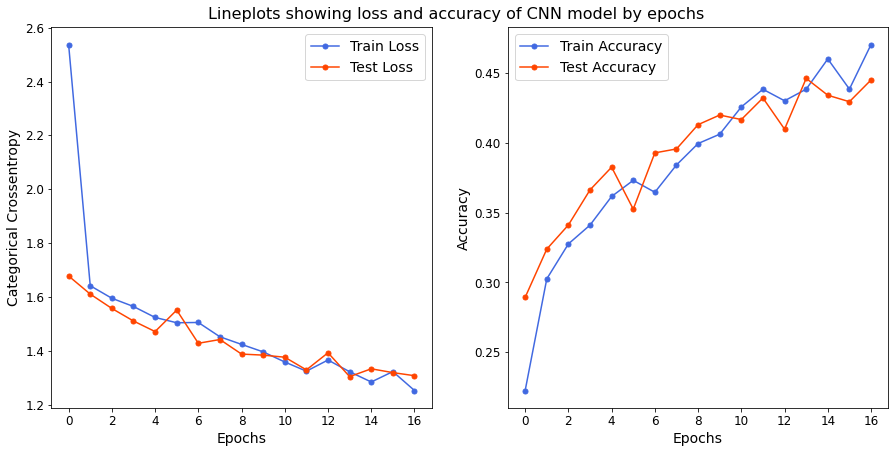 Lineplots showing loss and accuracy of CNN model by epochs
Categorical Crossentropy
2.6
2.4
2.2
2.0
1.8
1.6
1.4
1.2
Train Loss
Test Loss
0 2 4 6 8 10 12 14 16
Epochs
Accuracy
0.45
0.40
0.35
0.30
0.25
Train Accuracy
Test Accuracy
0 2 4 6 8 10 12 14 16
Epochs